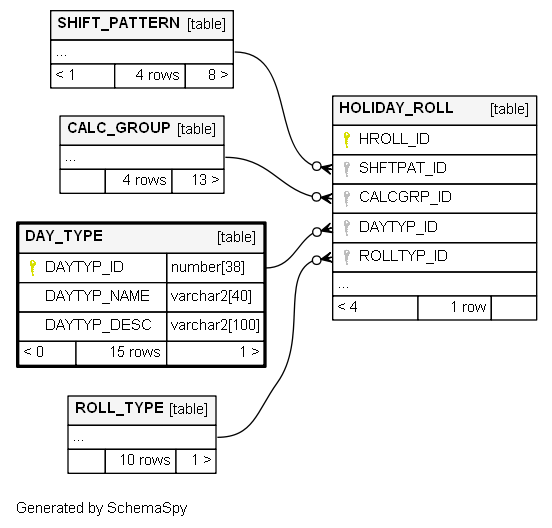 SHIFT_PATTERN [table]
...
< 1 4 rows 8 >
CALC_GROUP [table]
...
4 rows 13 >
DAY_TYPE [table]
DAYTYP_ID number[38]
DAYTYP_NAME varchar2[40]
DAYTYP_DESC varchar2[100]
< 0 15 rows 1 >
ROLL_TYPE [table]
...
10 rows 1 >
HOLIDAY_ROLL [table]
HROLL_ID
SHFTPAT_ID
CALCGRP_ID
DAYTYP_ID
ROLLTYP_ID
...
< 4 1 row
Generated by SchemaSpy